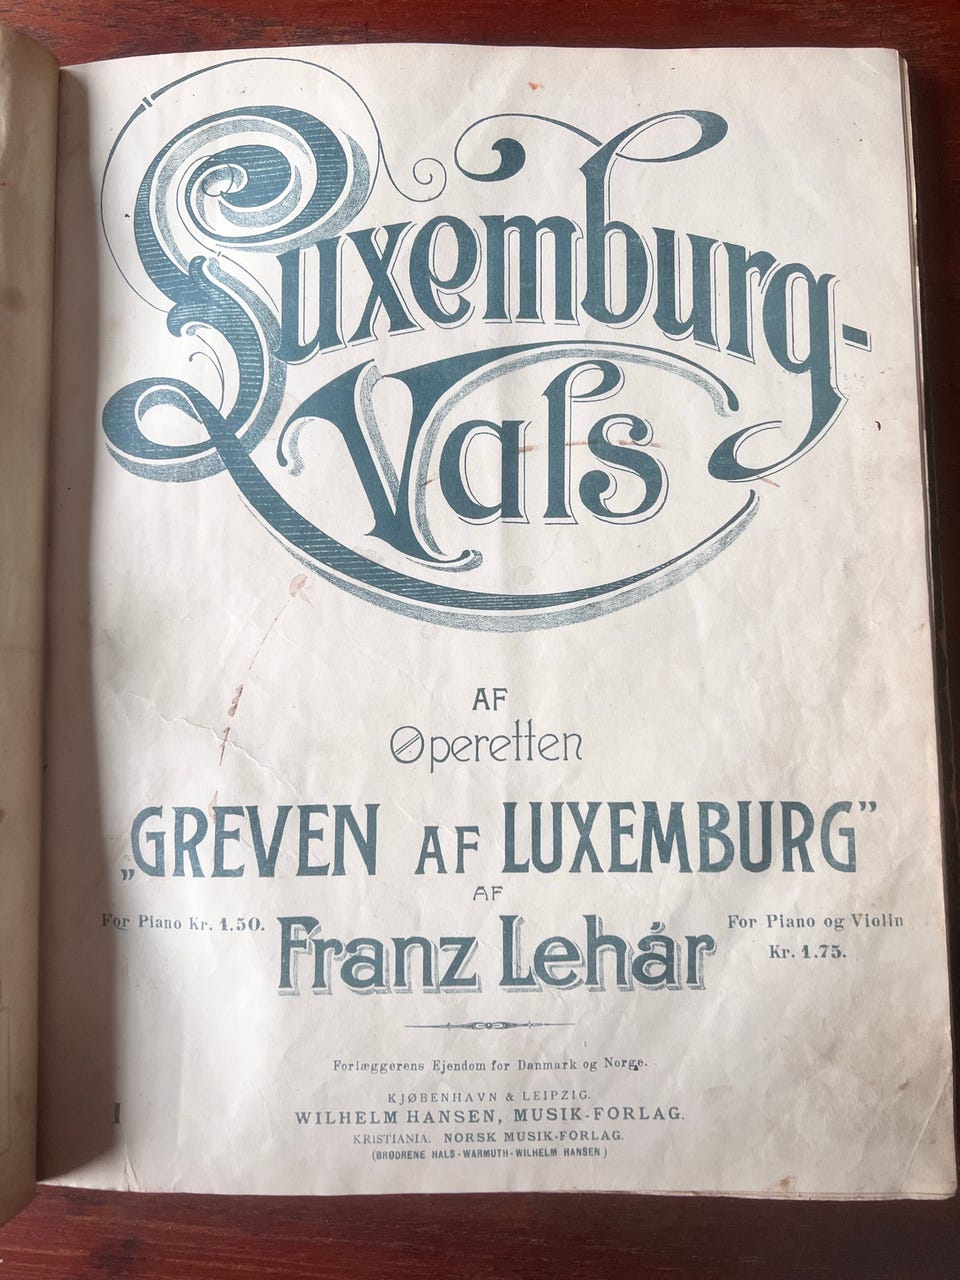 Luxemburg-
Vals
AF
Operetten
„GREVEN AF LUXEMBURG”
AF
For Piano Kr. 1.50.
Franz Lehár
For Piano og Violin
Kr. 1.75.
Forlæggerens Ejendom for Danmark og Norge.
KJØBENHAVN & LEIPZIG.
WILHELM HANSEN, MUSIK-FORLAG.
KRISTIANIA. NORSK MUSIK-FORLAG.
(BRØDRENE HALS - WARMUTH - WILHELM HANSEN)